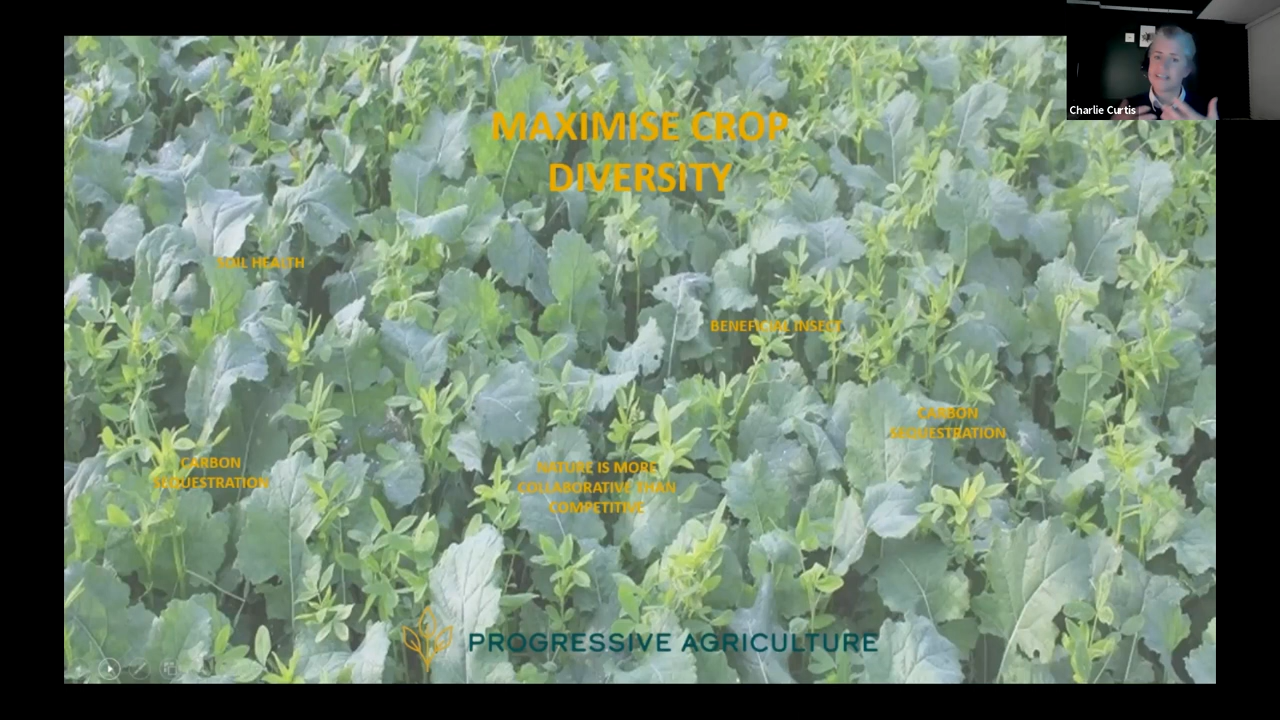 Charlie Curtis
MAXIMISE CROP
DIVERSITY
SOIL HEALTH
BENEFICIAL INSECT
CARBON
SEQUESTRATION
CARBON
SEQUESTRATION
NATURE IS MORE
COLLABORATIVE THAN
COMPETITIVE
PROGRESSIVE AGRICULTURE